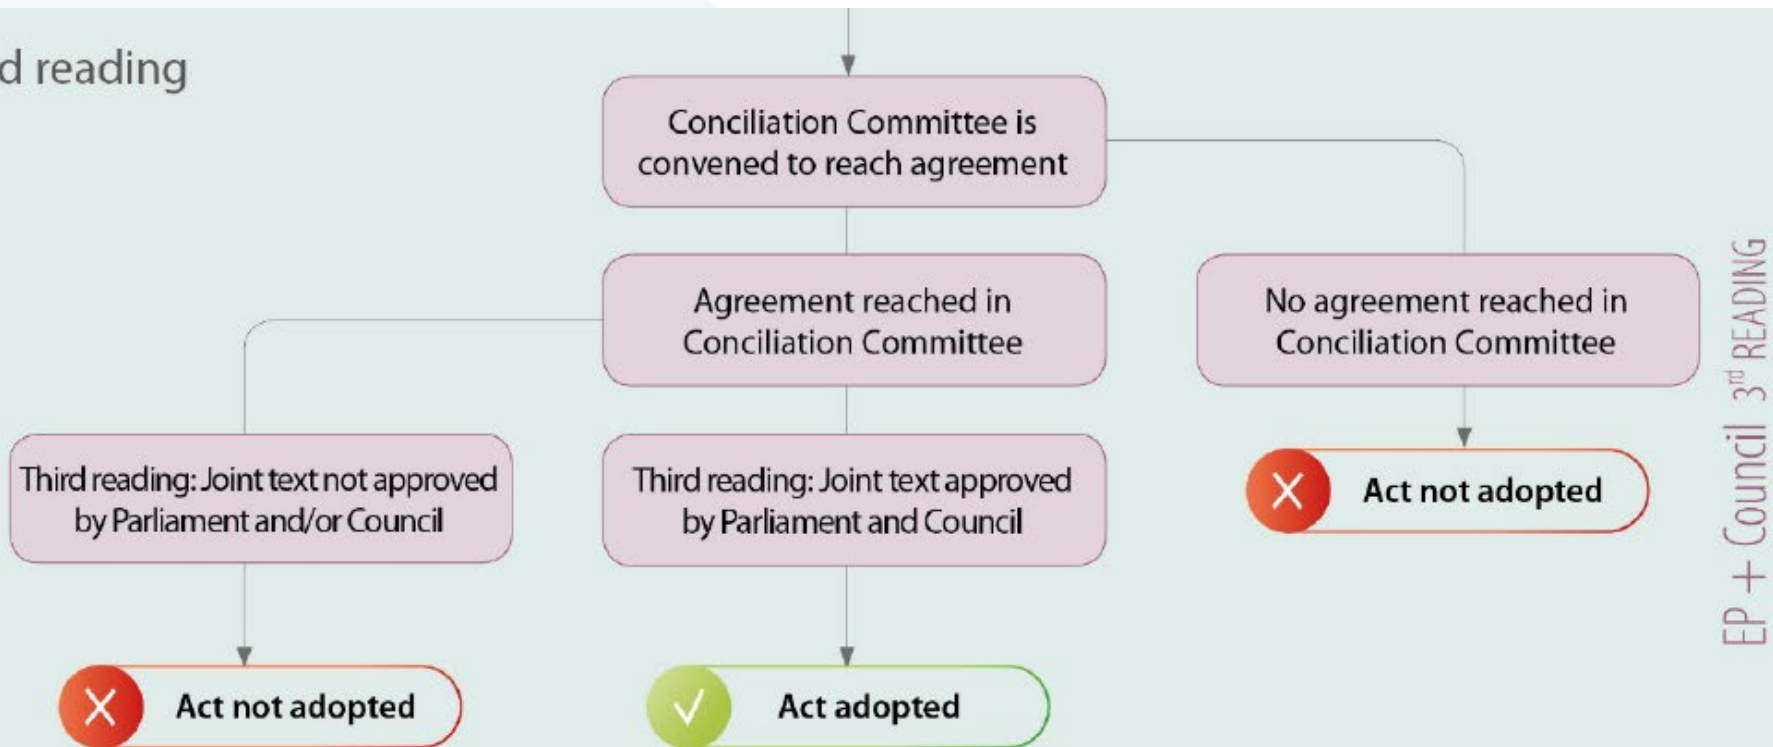 d reading
Conciliation Committee is
convened to reach agreement
Agreement reached in
Conciliation Committee
No agreement reached in
Conciliation Committee
Third reading: Joint text not approved
by Parliament and/or Council
Third reading: Joint text approved
by Parliament and Council
Act not adopted
Act not adopted
Act adopted
EP + Council 3rd READING